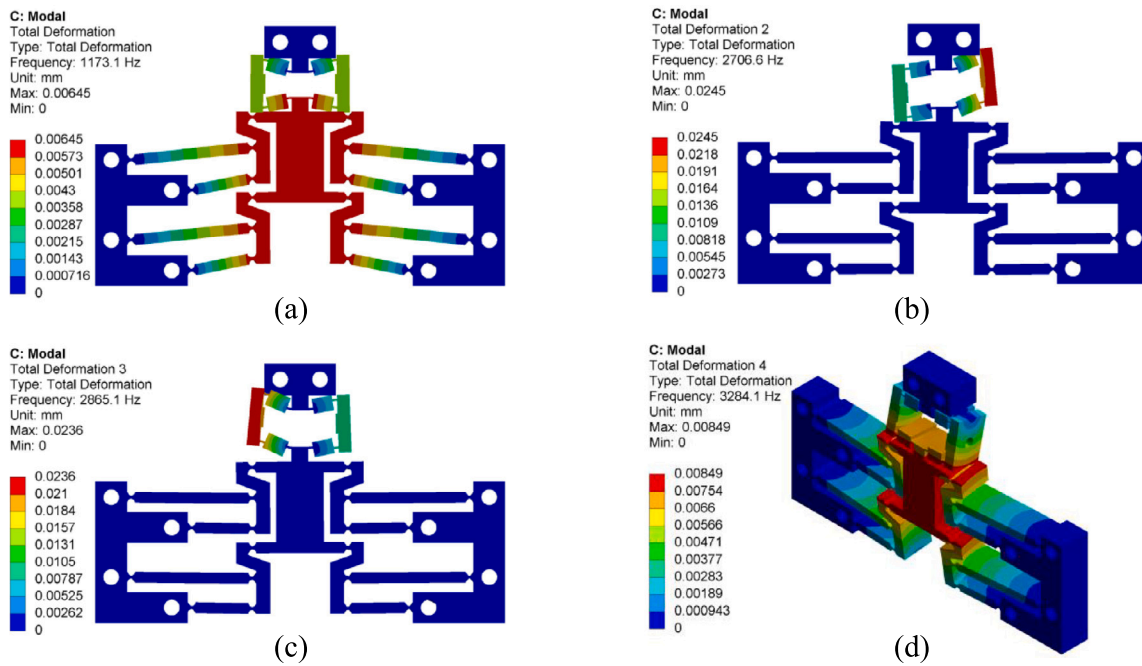 C: Modal
Total Deformation
Type: Total Deformation
Frequency: 1173.1 Hz
Unit: mm
Max: 0.00645
Min: 0
0.00645
0.00573
0.00501
0.0043
0.00358
0.00287
0.00215
0.00143
0.000716
0
(a)
C: Modal
Total Deformation 2
Type: Total Deformation
Frequency: 2706.6 Hz
Unit: mm
Max: 0.0245
Min: 0
0.0245
0.0218
0.0191
0.0164
0.0136
0.0109
0.00818
0.00545
0.00273
0
(b)
C: Modal
Total Deformation 3
Type: Total Deformation
Frequency: 2865.1 Hz
Unit: mm
Max: 0.0236
Min: 0
0.0236
0.021
0.0184
0.0157
0.0131
0.0105
0.00787
0.00525
0.00262
0
(c)
C: Modal
Total Deformation 4
Type: Total Deformation
Frequency: 3284.1 Hz
Unit: mm
Max: 0.00849
Min: 0
0.00849
0.00754
0.0066
0.00566
0.00471
0.00377
0.00283
0.00189
0.000943
0
(d)